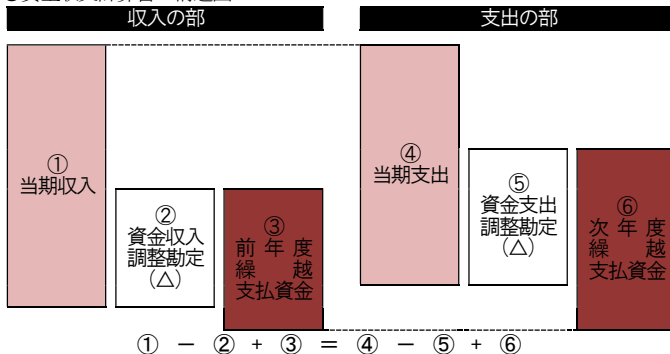 収入の部
支出の部
①
当期収入
②
資金収入
調整勘定
(△)
③
前年度
繰越
支払資金
④
当期支出
⑤
資金支出
調整勘定
(△)
⑥
次年度
繰越
支払資金
① − ② + ③ = ④ − ⑤ + ⑥